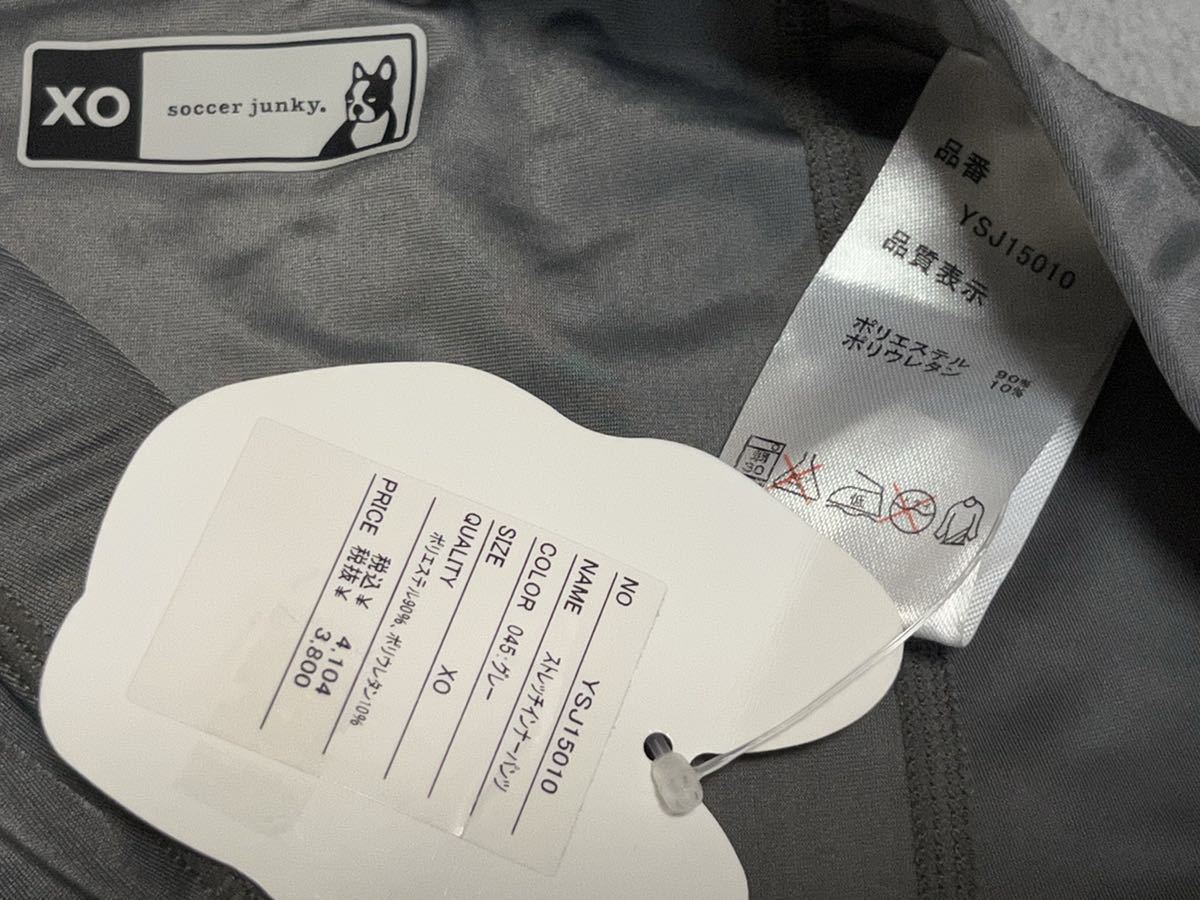 XO soccer junky.
品番
YSJ15010
品質表示
ポリエステル 90%
ポリウレタン 10%
弱
30
低
NO YSJ15010
NAME ストレッチインナーパンツ
COLOR 045:グレー
SIZE XO
QUALITY
ポリエステル90%、ポリウレタン10%
PRICE 税込¥ 4,104
税抜¥ 3,800